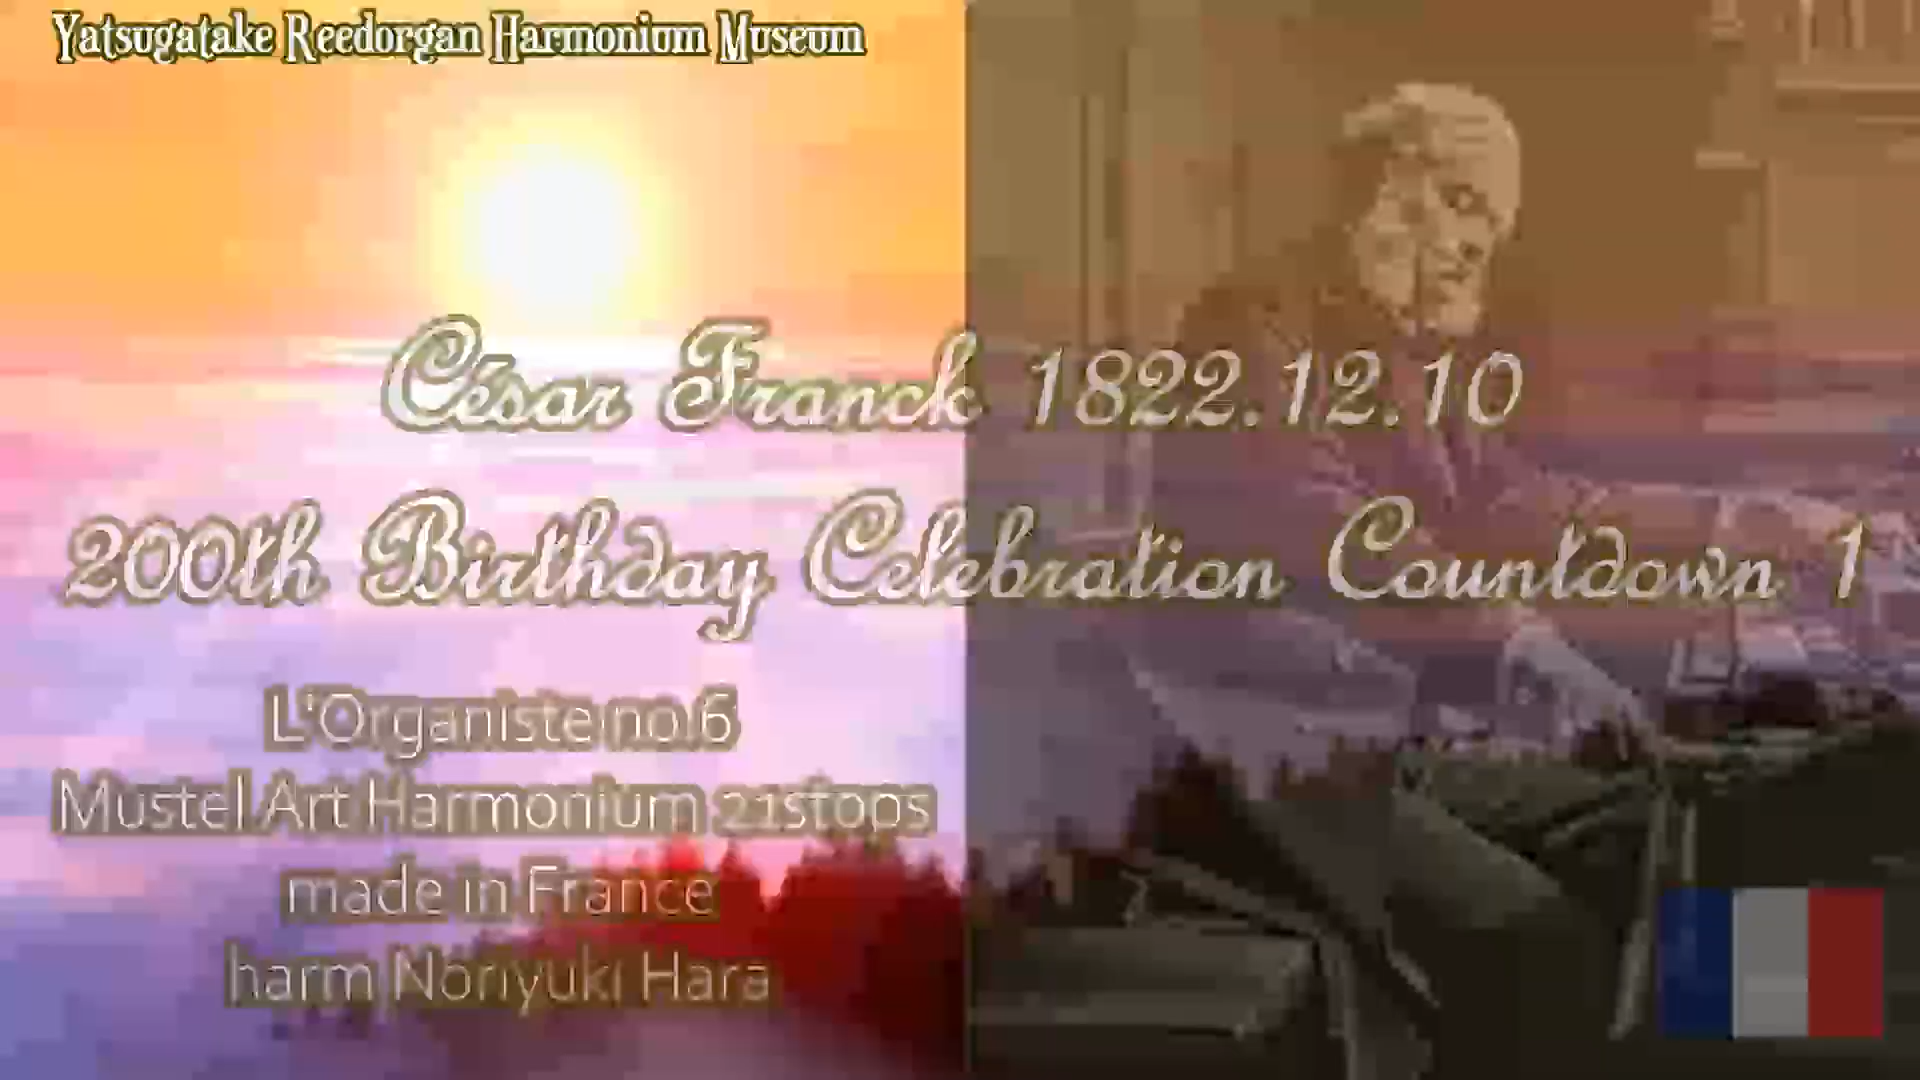 Yatsugatake Reedorgan Harmonium Museum
César Franck 1822.12.10
200th Birthday Celebration Countdown 1
L'Organiste no.6
Mustel Art Harmonium 21stops
made in France
harm Noriyuki Hara